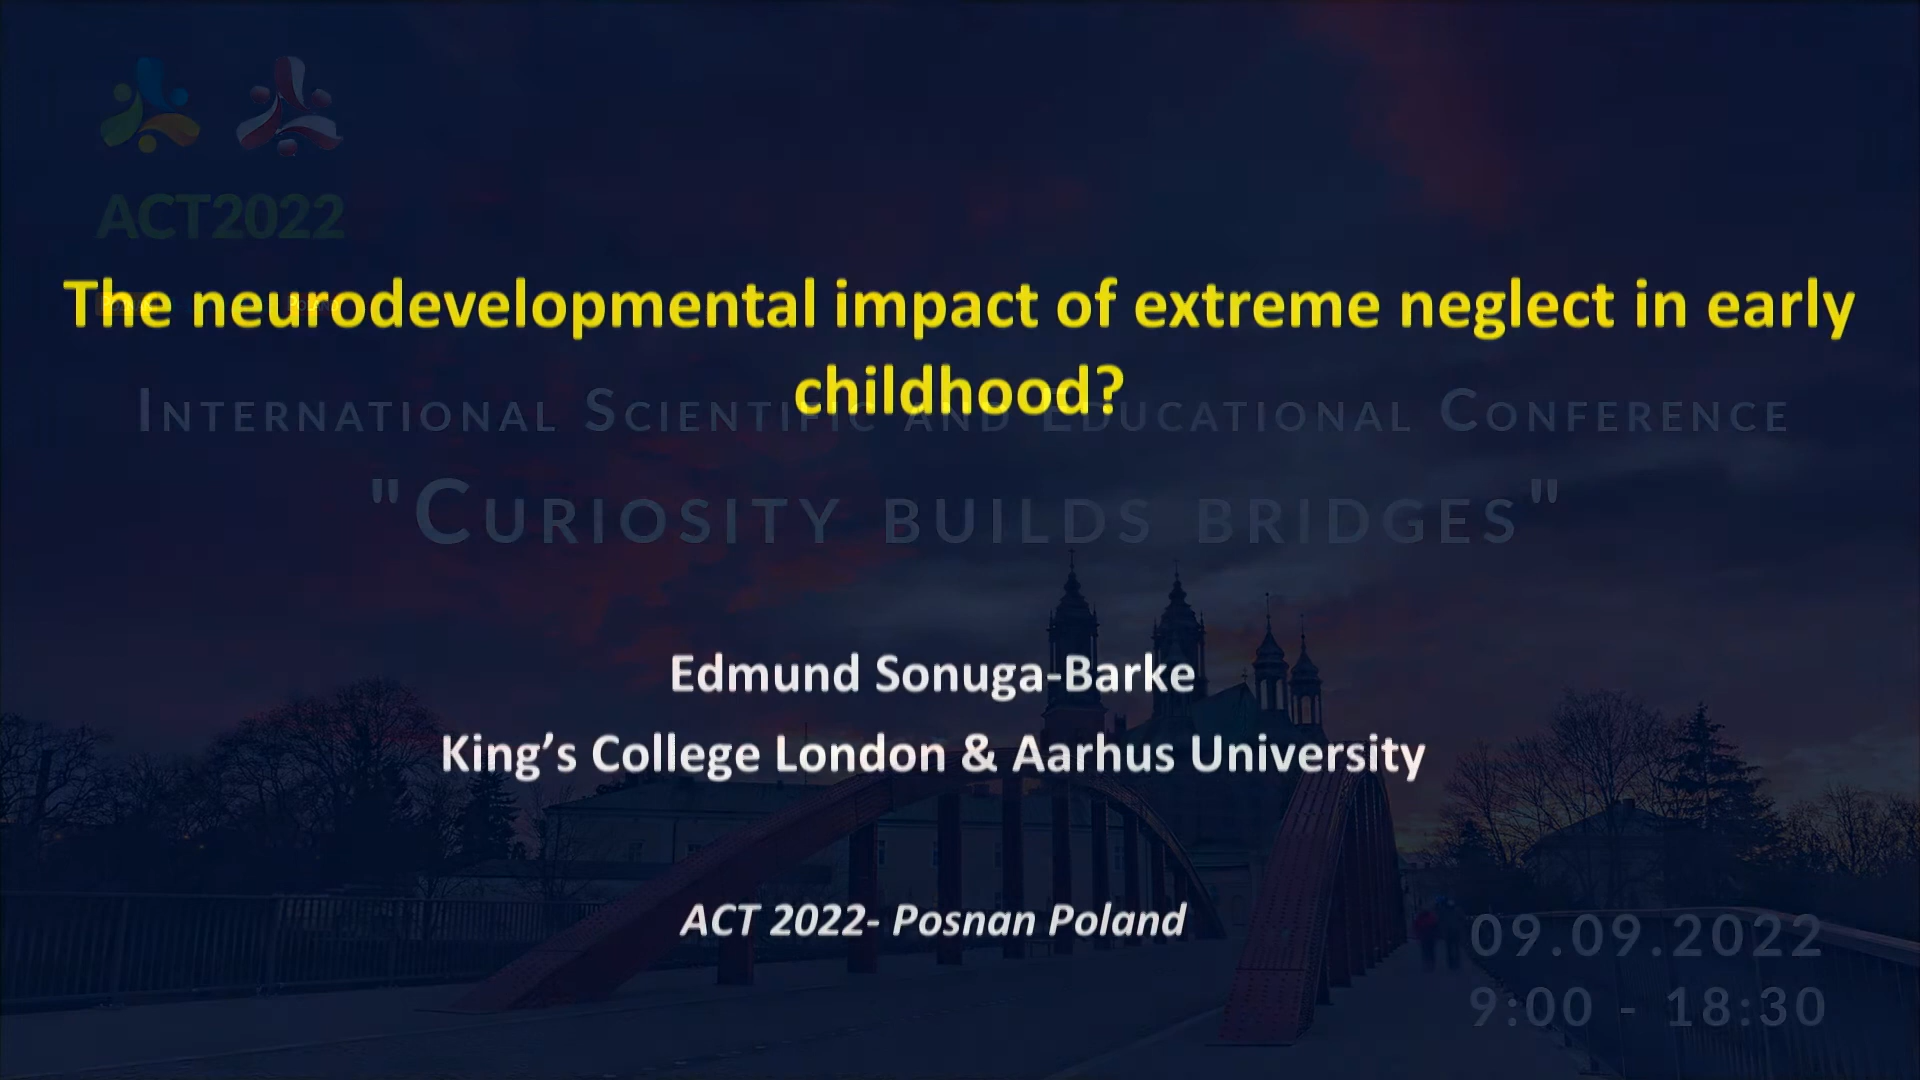 ACT2022
The neurodevelopmental impact of extreme neglect in early
childhood?
International Scientific and Educational Conference
"Curiosity builds bridges"
Edmund Sonuga-Barke
King’s College London & Aarhus University
ACT 2022- Posnan Poland
09.09.2022
9:00 - 18:30